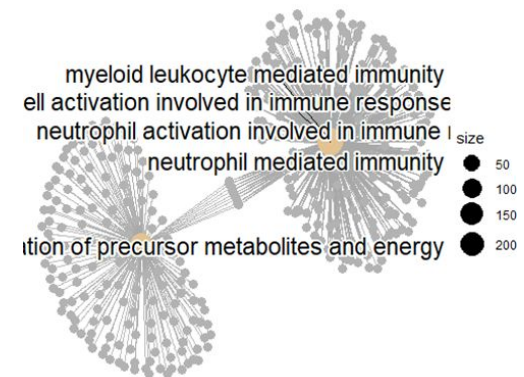 myeloid leukocyte mediated immunity
ell activation involved in immune response
neutrophil activation involved in immune
neutrophil mediated immunity
tion of precursor metabolites and energy
size
50
100
150
200